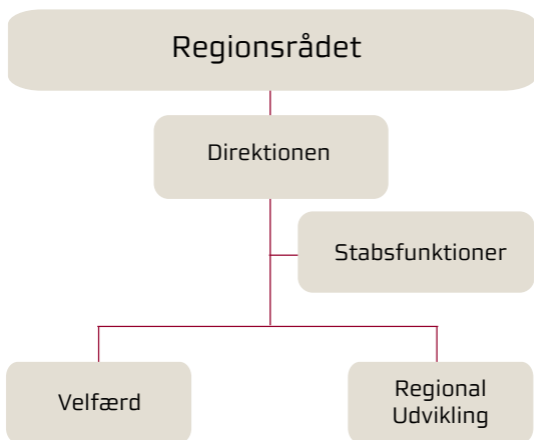 Regionsrådet
Direktionen
Stabsfunktioner
Velfærd
Regional
Udvikling